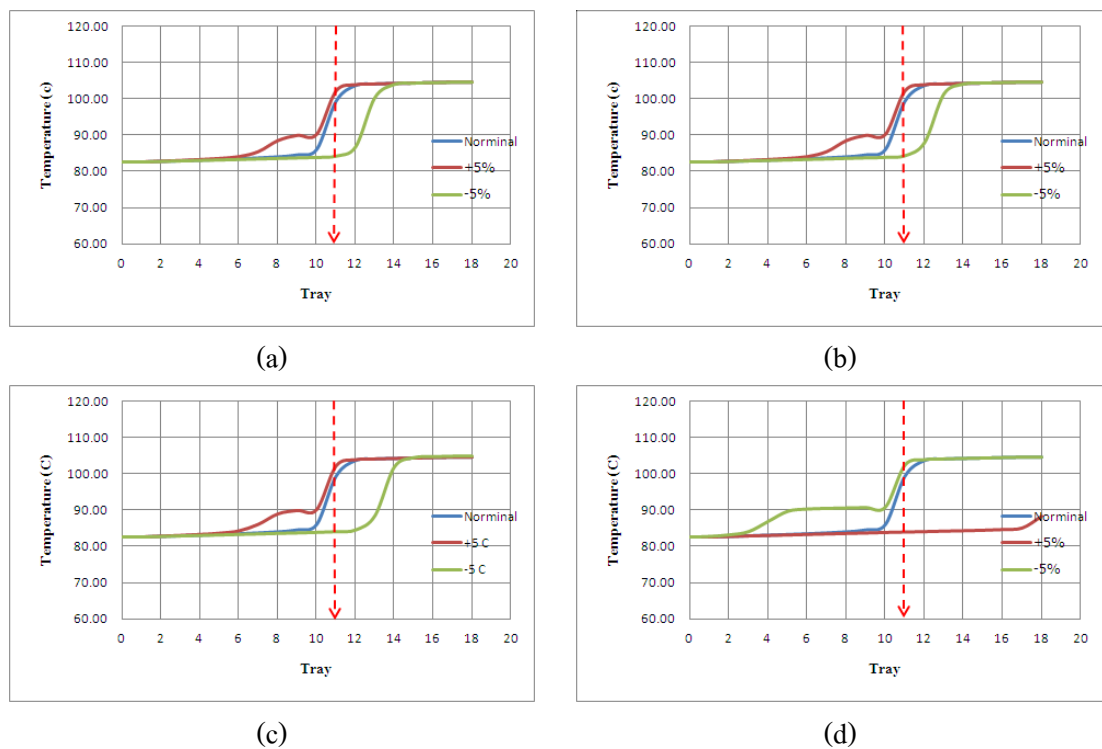 120.00
110.00
100.00
90.00
80.00
70.00
60.00
Temperature (c)
Norminal
+5%
-5%
0 2 4 6 8 10 12 14 16 18 20
Tray
(a)
120.00
110.00
100.00
90.00
80.00
70.00
60.00
Temperature (c)
Norminal
+5%
-5%
0 2 4 6 8 10 12 14 16 18 20
Tray
(b)
120.00
110.00
100.00
90.00
80.00
70.00
60.00
Temperature (C)
Norminal
+5 C
-5 C
0 2 4 6 8 10 12 14 16 18 20
Tray
(c)
120.00
110.00
100.00
90.00
80.00
70.00
60.00
Temperature (C)
Norminal
+5%
-5%
0 2 4 6 8 10 12 14 16 18 20
Tray
(d)